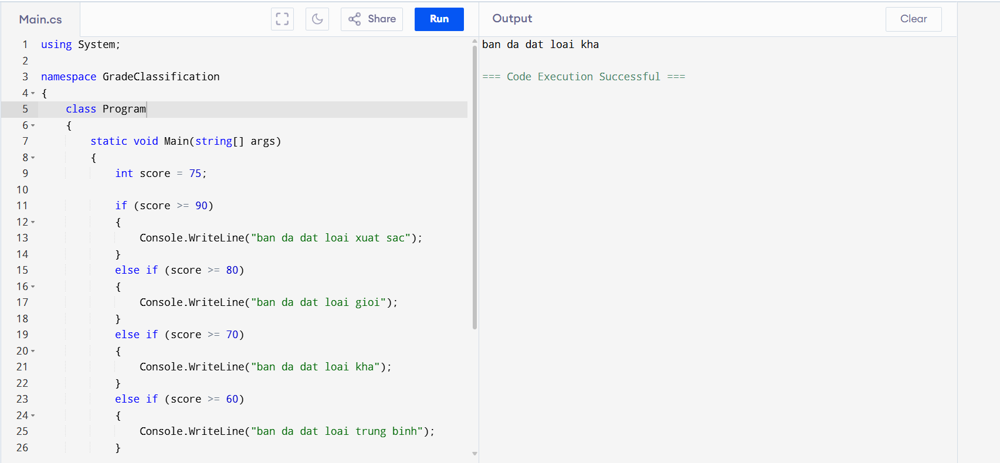 Main.cs
Share
Run
Output
Clear
1 using System;
2
3 namespace GradeClassification
4 {
5 class Program
6 {
7 static void Main(string[] args)
8 {
9 int score = 75;
10
11 if (score >= 90)
12 {
13 Console.WriteLine("ban da dat loai xuat sac");
14 }
15 else if (score >= 80)
16 {
17 Console.WriteLine("ban da dat loai gioi");
18 }
19 else if (score >= 70)
20 {
21 Console.WriteLine("ban da dat loai kha");
22 }
23 else if (score >= 60)
24 {
25 Console.WriteLine("ban da dat loai trung binh");
26 }
ban da dat loai kha
=== Code Execution Successful ===